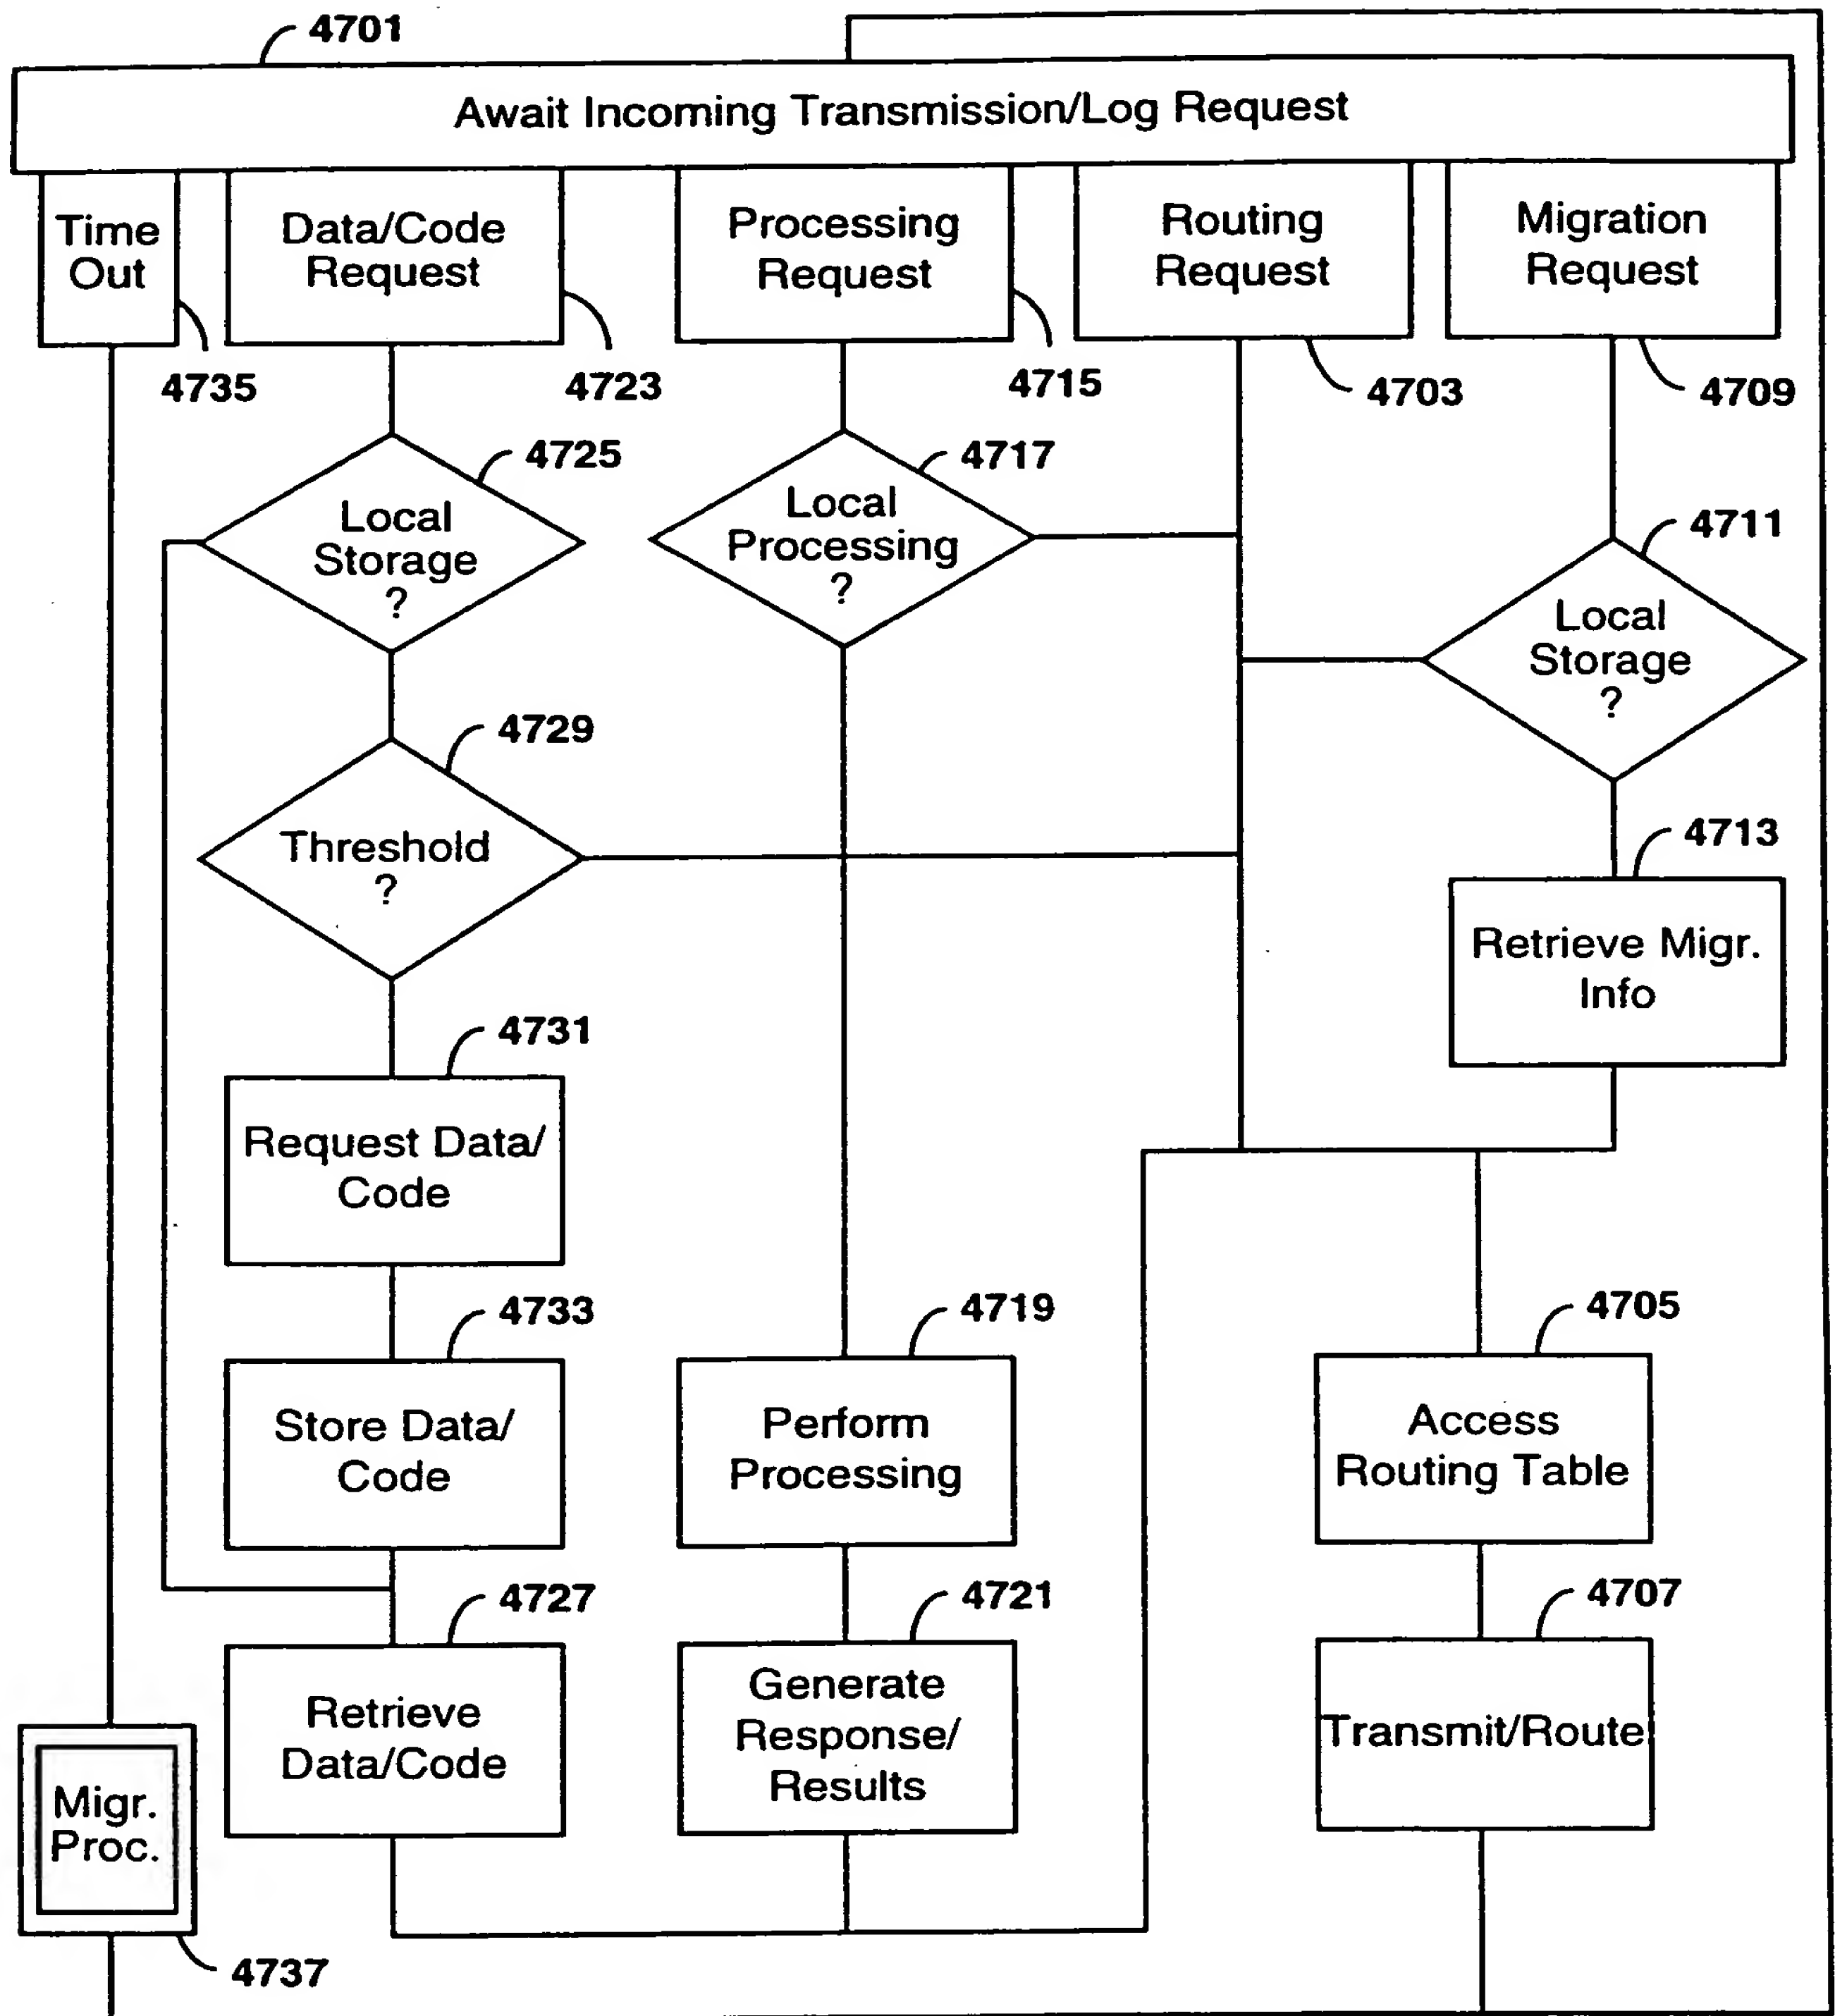 4701
Await Incoming Transmission/Log Request
Time
Out
Data/Code
Request
Processing
Request
Routing
Request
Migration
Request
4735
4723
4715
4703
4709
4725
Local
Storage
?
4717
Local
Processing
?
4711
Local
Storage
?
4729
Threshold
?
4713
Retrieve Migr.
Info
4731
Request Data/
Code
4733
Store Data/
Code
4719
Perform
Processing
4705
Access
Routing Table
4727
Retrieve
Data/Code
4721
Generate
Response/
Results
4707
Transmit/Route
Migr.
Proc.
4737